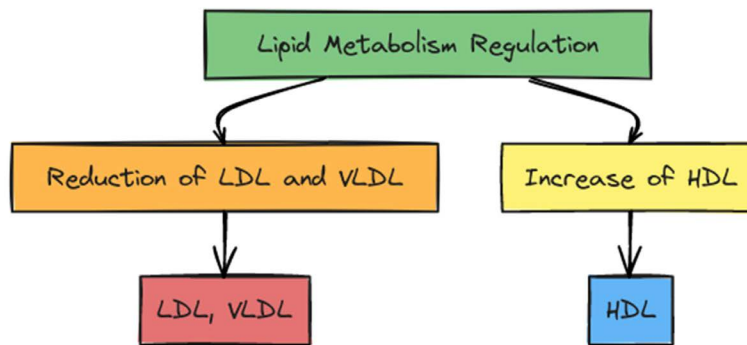 Lipid Metabolism Regulation
Reduction of LDL and VLDL
Increase of HDL
LDL, VLDL
HDL